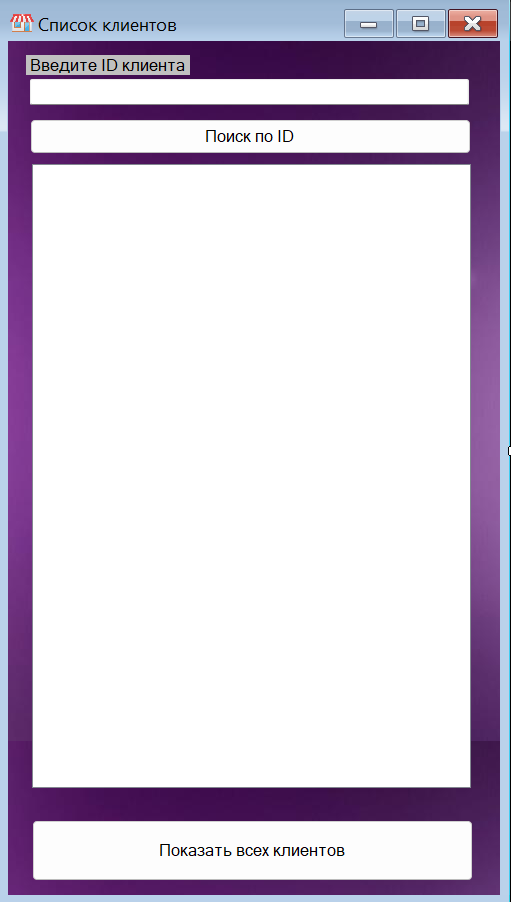 Список клиентов
Введите ID клиента
Поиск по ID
Показать всех клиентов